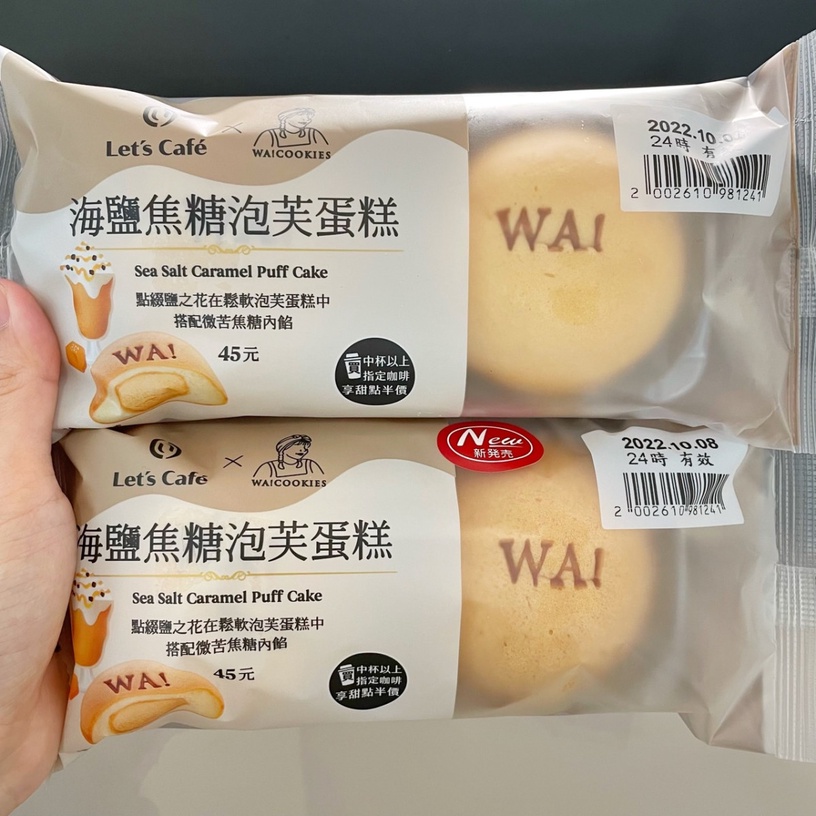 Let's Café × WA!COOKIES
海鹽焦糖泡芙蛋糕
Sea Salt Caramel Puff Cake
點綴鹽之花在鬆軟泡芙蛋糕中
搭配微苦焦糖內餡
WA!
45元
買 中杯以上
指定咖啡
享甜點半價
WA!
2022.10.
24時 有
2 002610 981241
Let's Café × WA!COOKIES
海鹽焦糖泡芙蛋糕
Sea Salt Caramel Puff Cake
點綴鹽之花在鬆軟泡芙蛋糕中
搭配微苦焦糖內餡
WA!
45元
買 中杯以上
指定咖啡
享甜點半價
New
新発売
WA!
2022.10.08
24時 有效
2 002610 981241